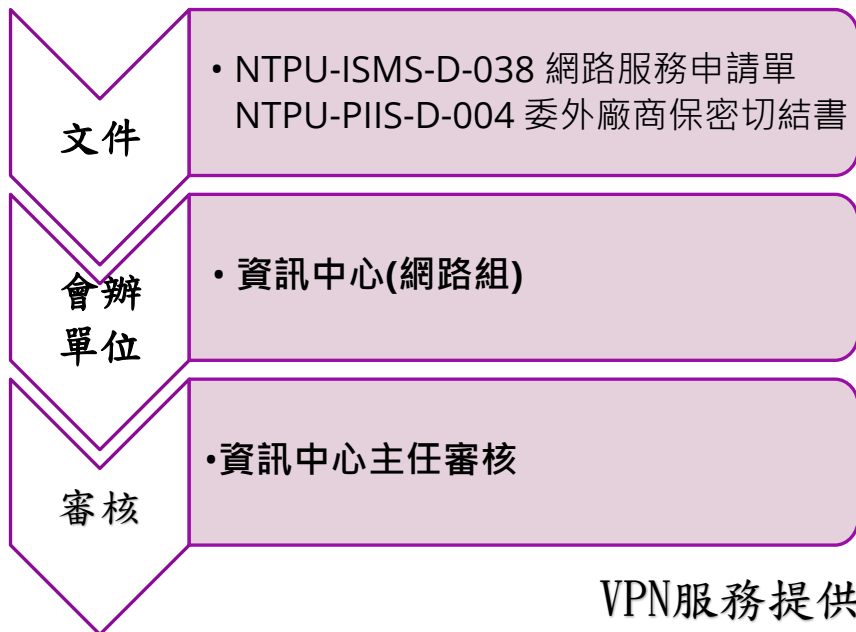 文件
• NTPU-ISMS-D-038 網路服務申請單
NTPU-PIIS-D-004 委外廠商保密切結書
會辦
單位
• 資訊中心(網路組)
審核
•資訊中心主任審核
VPN服務提供